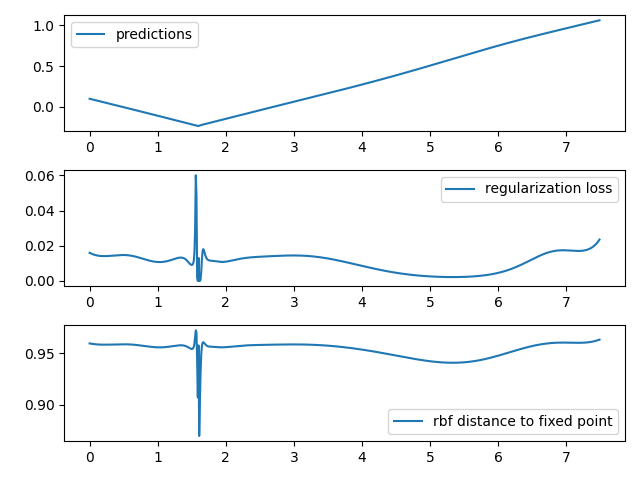 predictions
1.0
0.5
0.0
0 1 2 3 4 5 6 7
regularization loss
0.06
0.04
0.02
0.00
0 1 2 3 4 5 6 7
0.95
0.90
rbf distance to fixed point
0 1 2 3 4 5 6 7